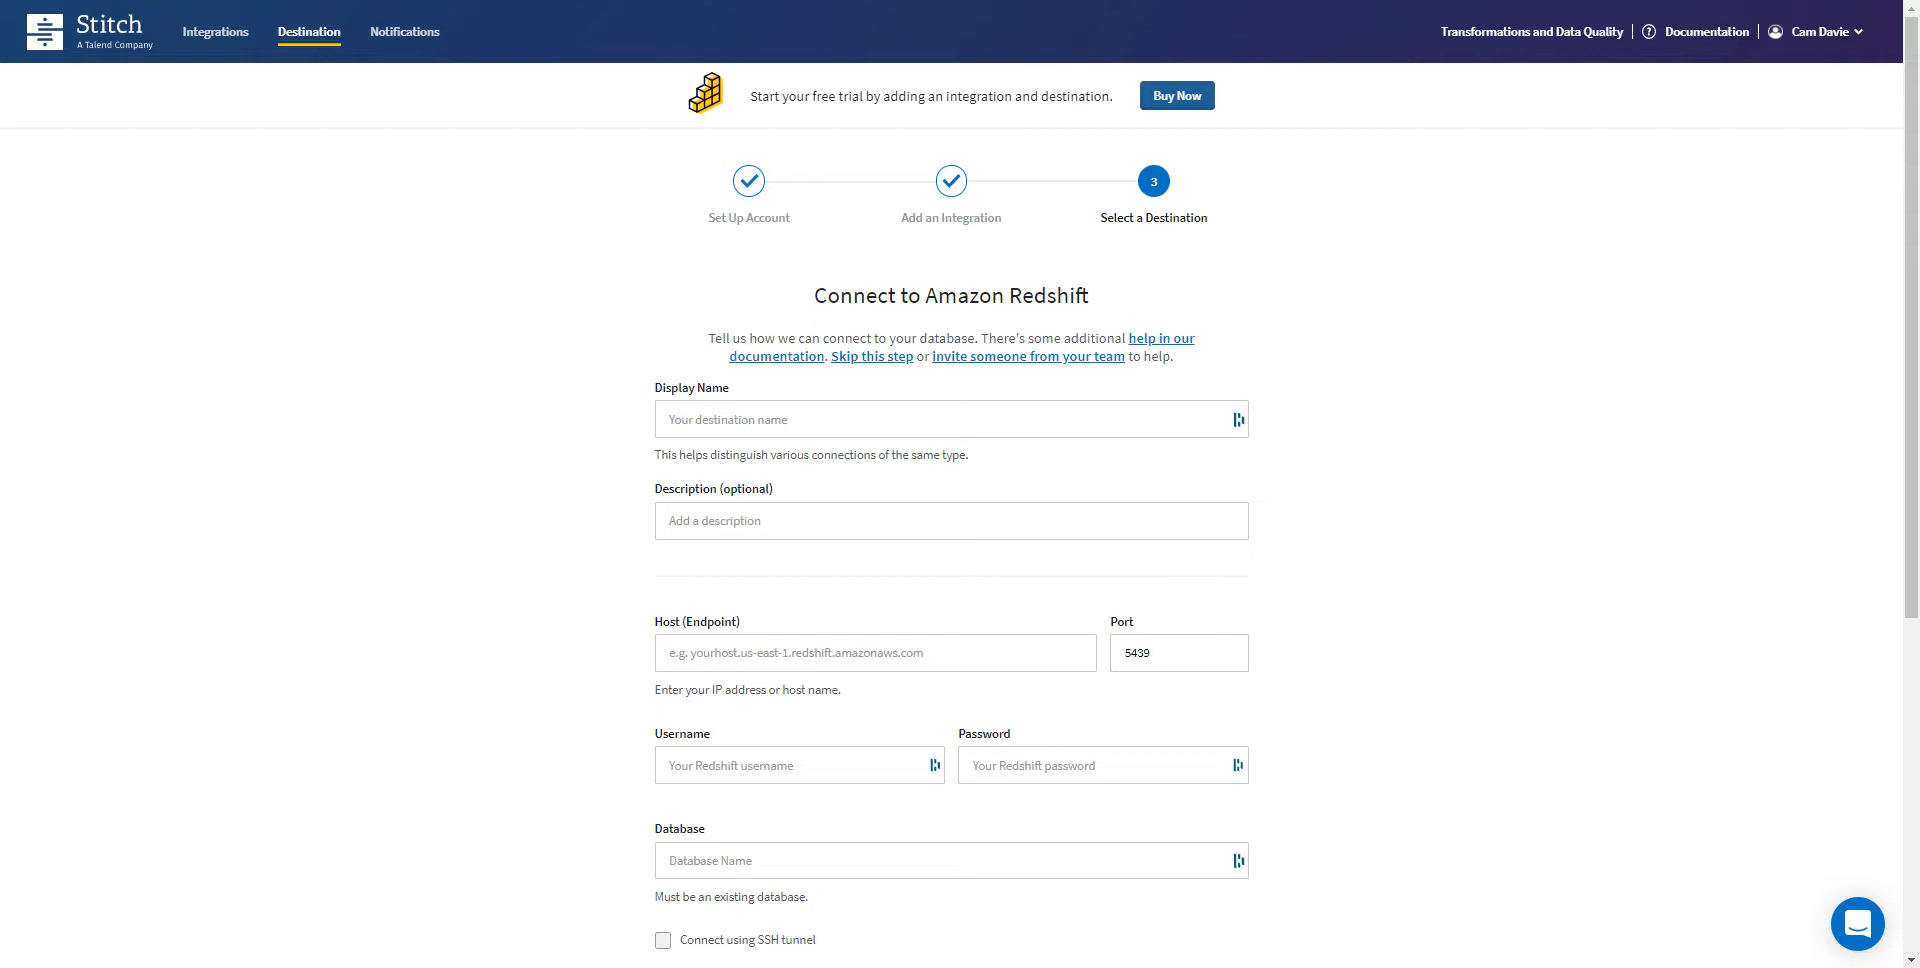 Stitch
A Talend Company
Integrations
Destination
Notifications
Transformations and Data Quality
Documentation
Cam Davie
Start your free trial by adding an integration and destination.
Buy Now
3
Set Up Account
Add an Integration
Select a Destination
Connect to Amazon Redshift
Tell us how we can connect to your database. There's some additional help in our
documentation. Skip this step or invite someone from your team to help.
Display Name
Your destination name
This helps distinguish various connections of the same type.
Description (optional)
Add a description
Host (Endpoint)
Port
e.g. yourhost.us-east-1.redshift.amazonaws.com
5439
Enter your IP address or host name.
Username
Password
Your Redshift username
Your Redshift password
Database
Database Name
Must be an existing database.
Connect using SSH tunnel